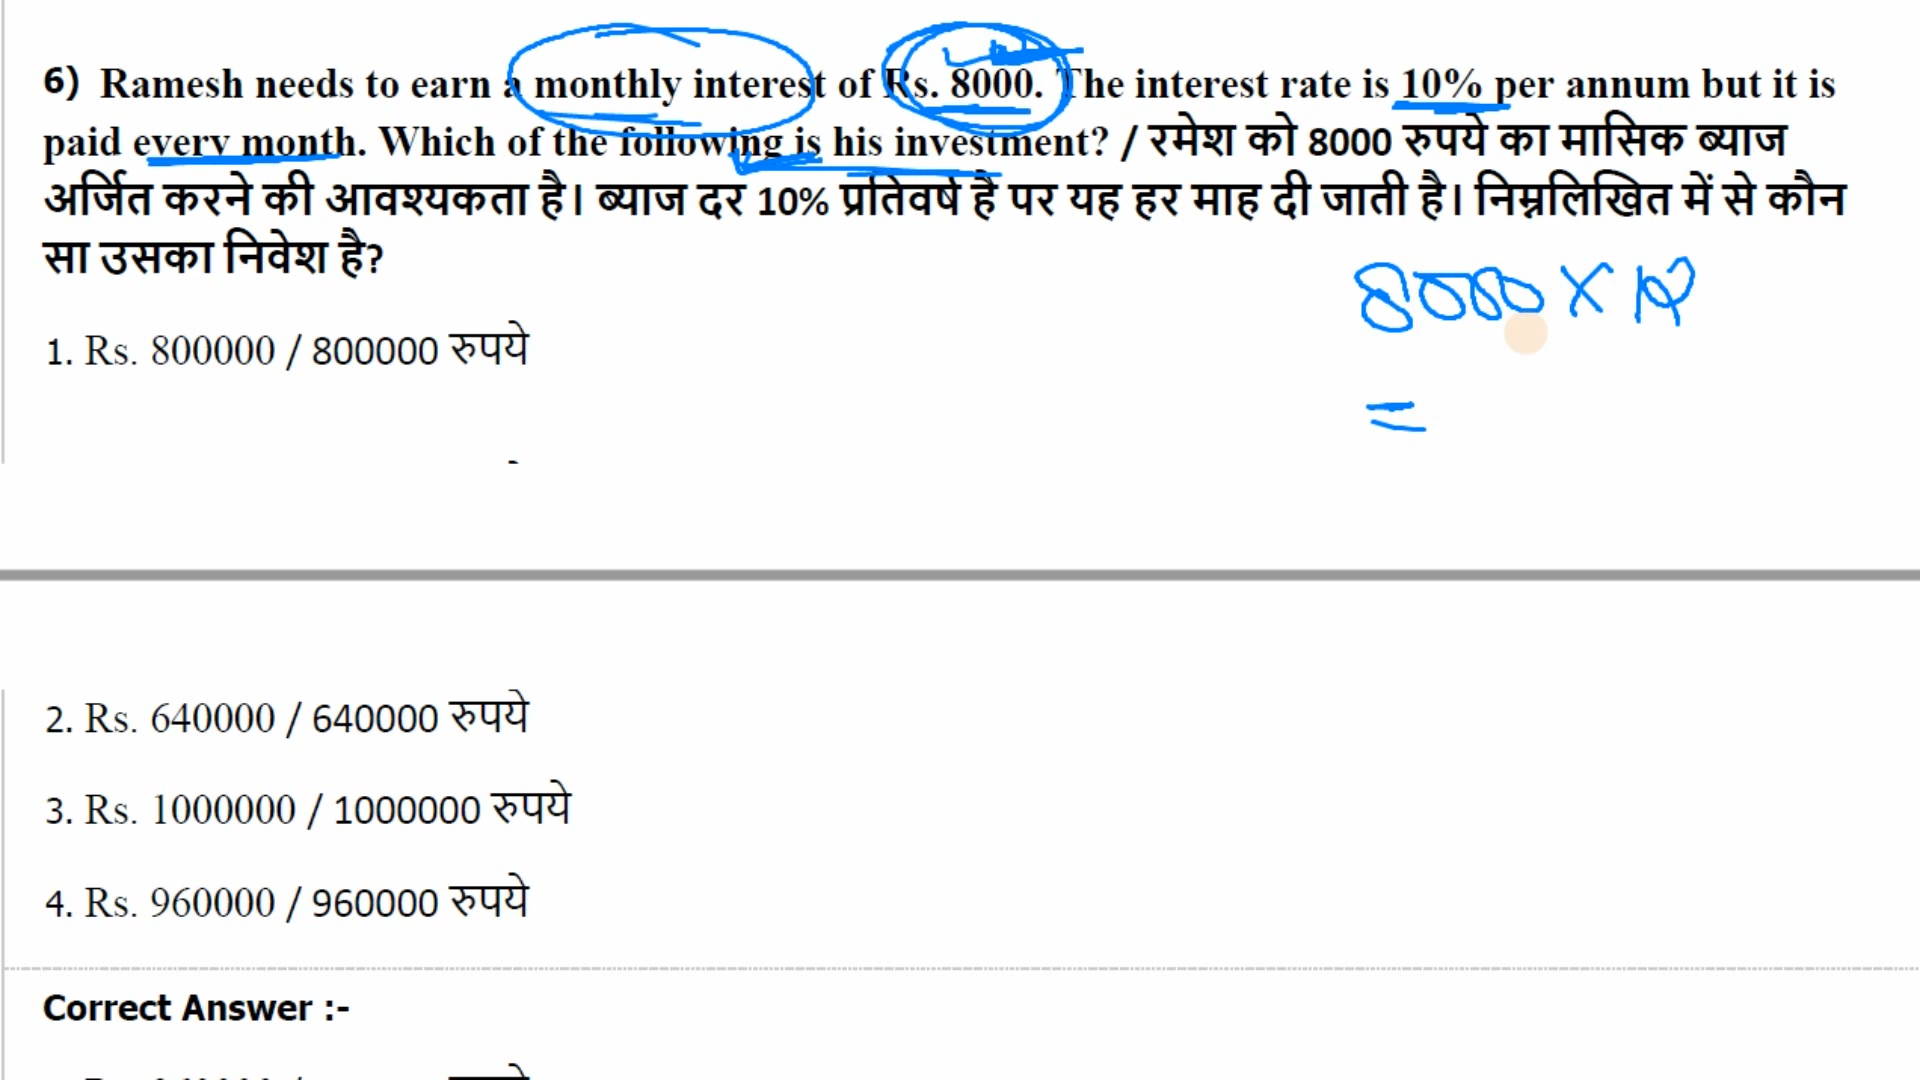 6) Ramesh needs to earn a monthly interest of Rs. 8000. The interest rate is 10% per annum but it is
paid every month. Which of the following is his investment? / रमेश को 8000 रुपये का मासिक ब्याज
अर्जित करने की आवश्यकता है। ब्याज दर 10% प्रतिवर्ष है पर यह हर माह दी जाती है। निम्नलिखित में से कौन
सा उसका निवेश है?
8000 × 12
1. Rs. 800000 / 800000 रुपये
=
2. Rs. 640000 / 640000 रुपये
3. Rs. 1000000 / 1000000 रुपये
4. Rs. 960000 / 960000 रुपये
Correct Answer :-